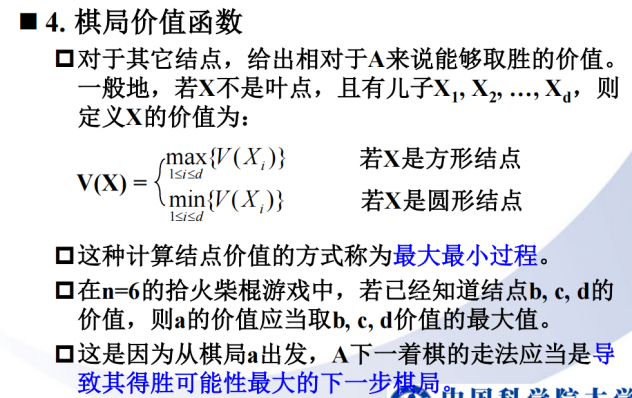 ■ 4. 棋局价值函数
对于其它结点，给出相对于A来说能够取胜的价值。
一般地，若X不是叶点，且有儿子X₁, X₂, …, X_d，则
定义X的价值为：
max{V(X_i)} 若X是方形结点
1≤i≤d
V(X) =
min{V(X_i)} 若X是圆形结点
1≤i≤d
这种计算结点价值的方式称为最大最小过程。
在n=6的拾火柴棍游戏中，若已经知道结点b, c, d的
价值，则a的价值应当取b, c, d价值的最大值。
这是因为从棋局a出发，A下一着棋的走法应当是导
致其得胜可能性最大的下一步棋局。